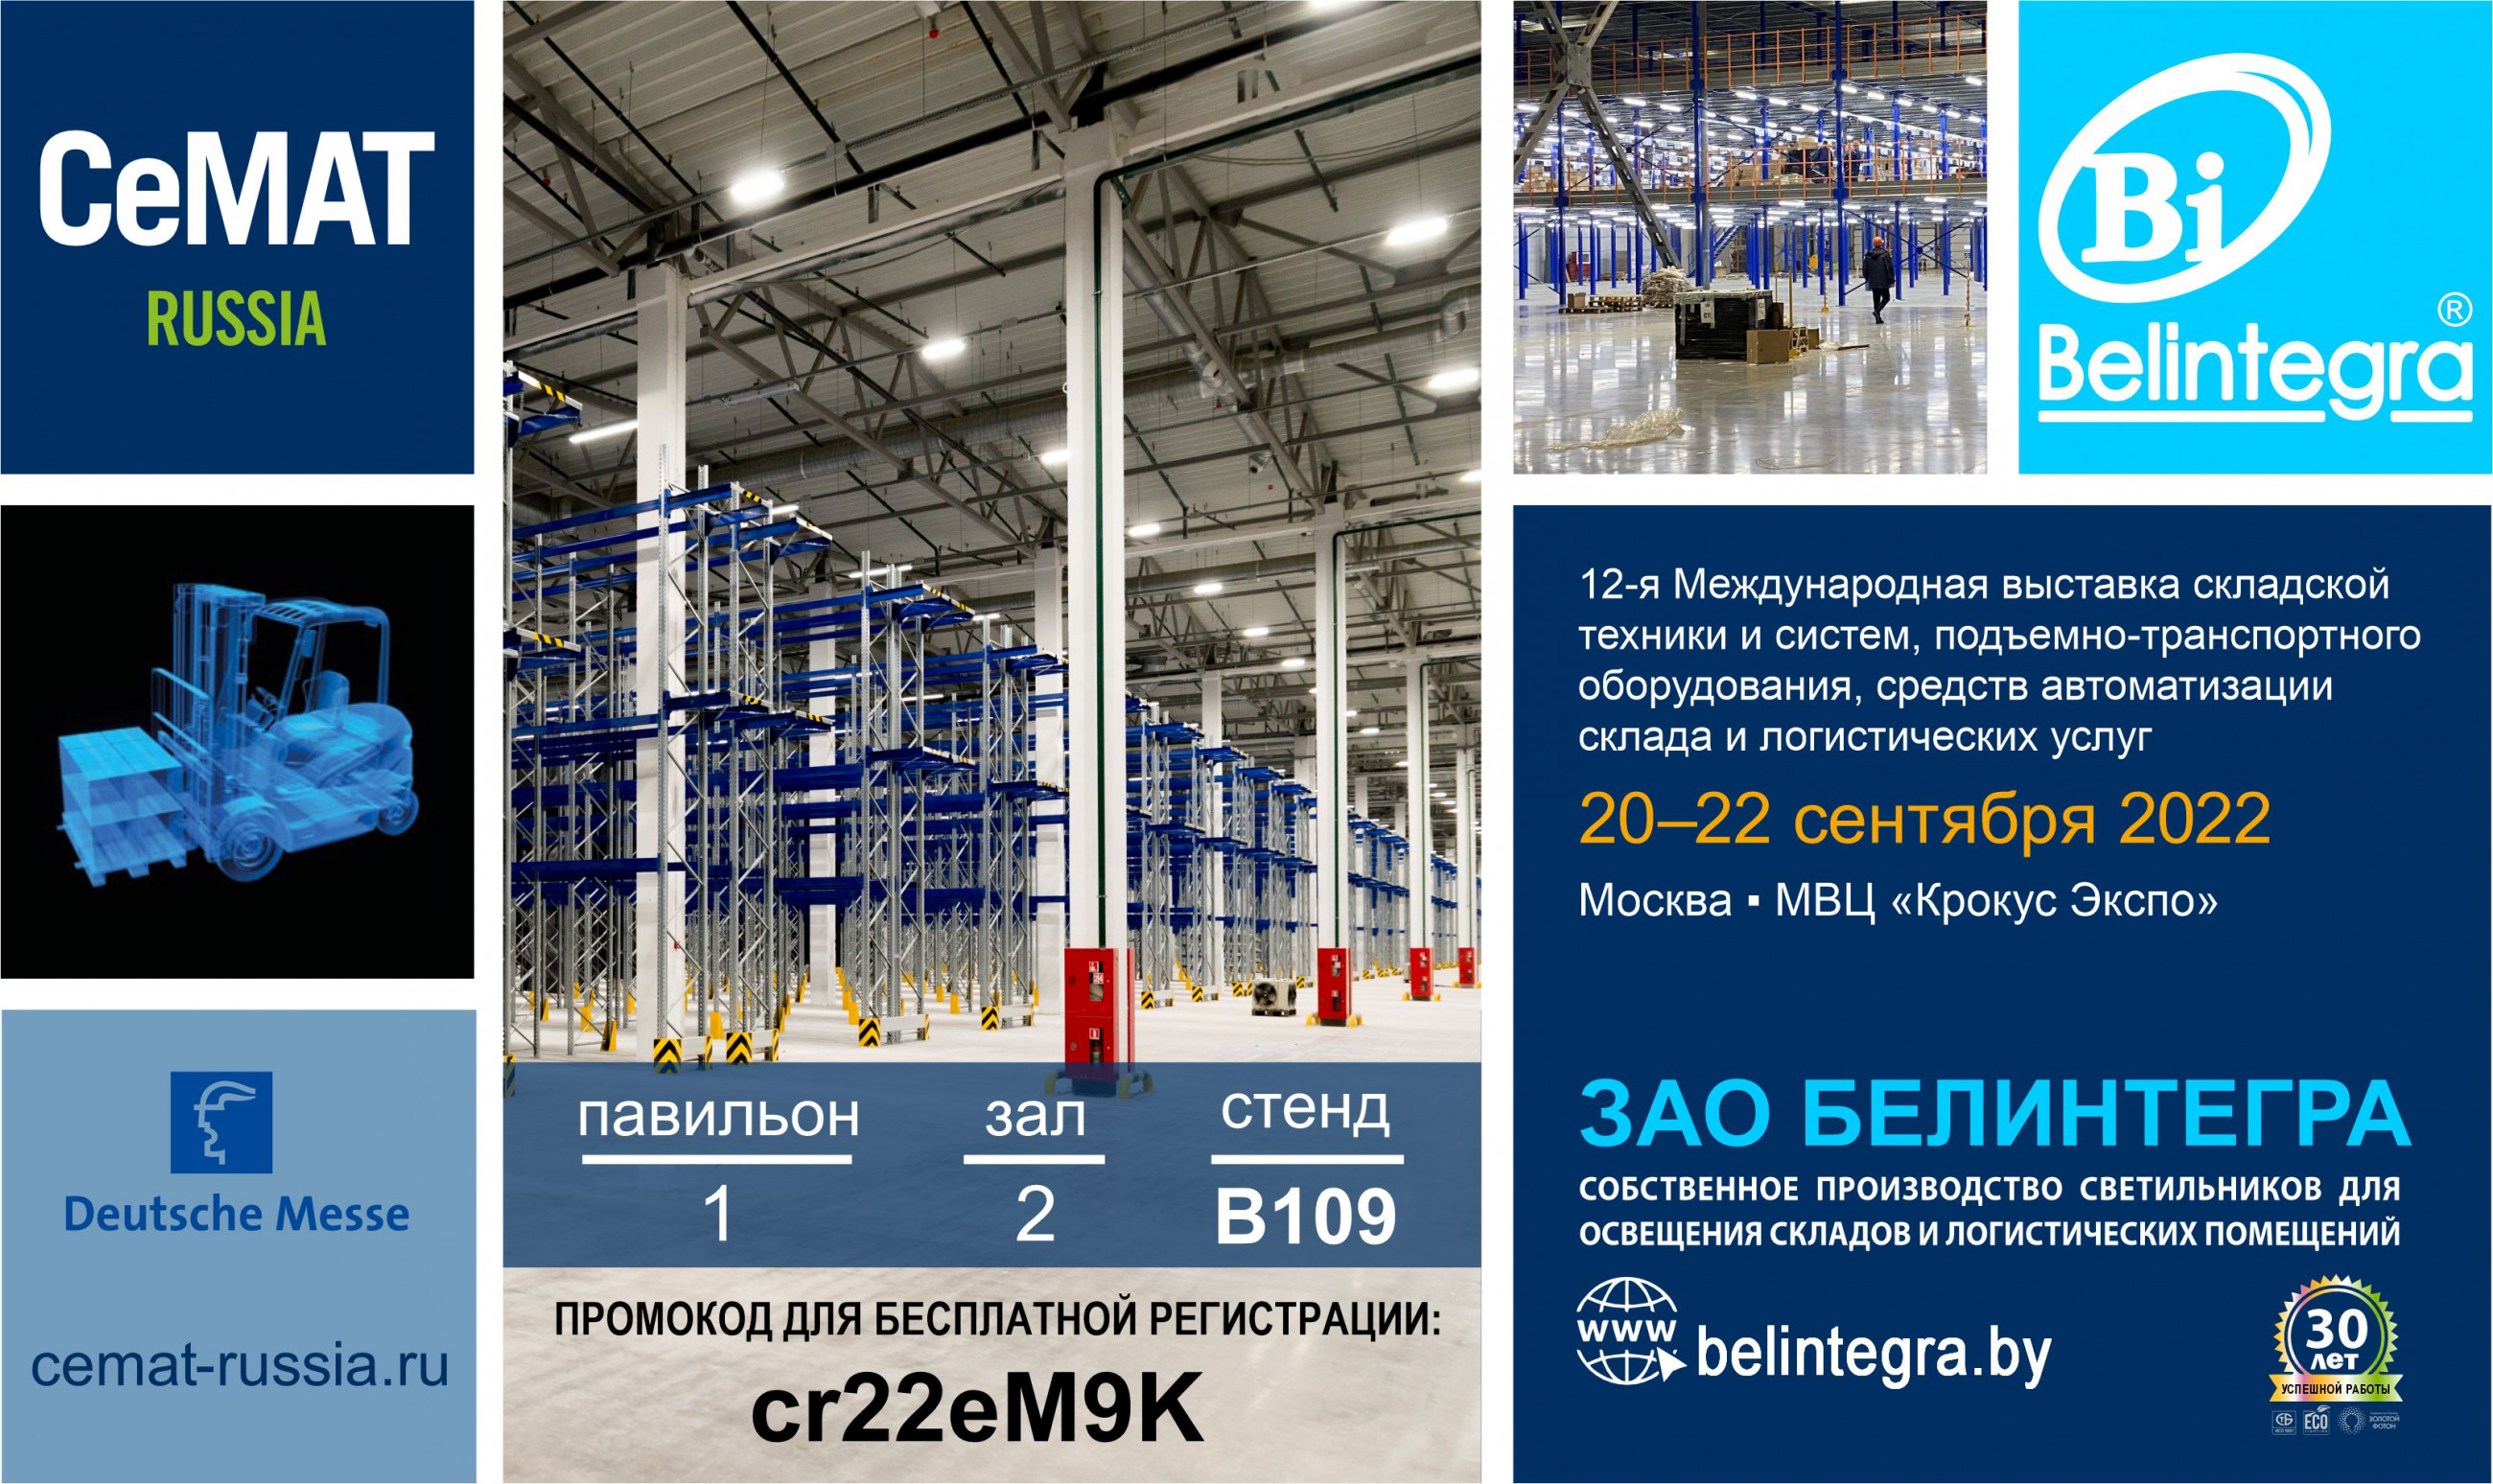 CeMAT
RUSSIA
Deutsche Messe
cemat-russia.ru
павильон
1
зал
2
стенд
B109
ПРОМОКОД ДЛЯ БЕСПЛАТНОЙ РЕГИСТРАЦИИ:
cr22eM9K
Bi
Belintegra®
12-я Международная выставка складской
техники и систем, подъемно-транспортного
оборудования, средств автоматизации
склада и логистических услуг
20–22 сентября 2022
Москва ▪ МВЦ «Крокус Экспо»
ЗАО БЕЛИНТЕГРА
СОБСТВЕННОЕ ПРОИЗВОДСТВО СВЕТИЛЬНИКОВ ДЛЯ
ОСВЕЩЕНИЯ СКЛАДОВ И ЛОГИСТИЧЕСКИХ ПОМЕЩЕНИЙ
www
belintegra.by
30
лет
УСПЕШНОЙ РАБОТЫ
ECO
ЗОЛОТОЙ
ФОТОН